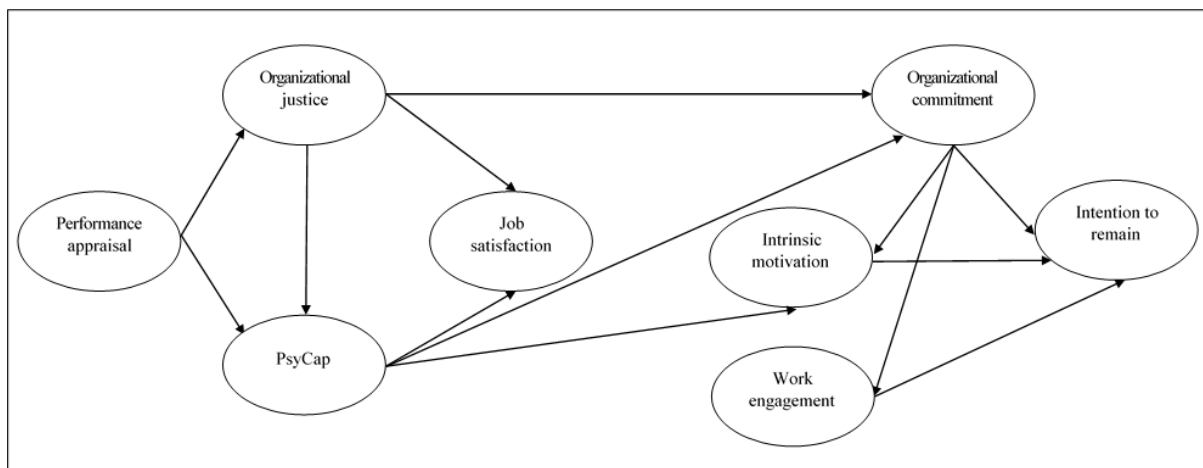 Organizational
justice
Organizational
commitment
Performance
appraisal
Job
satisfaction
Intrinsic
motivation
Intention to
remain
PsyCap
Work
engagement